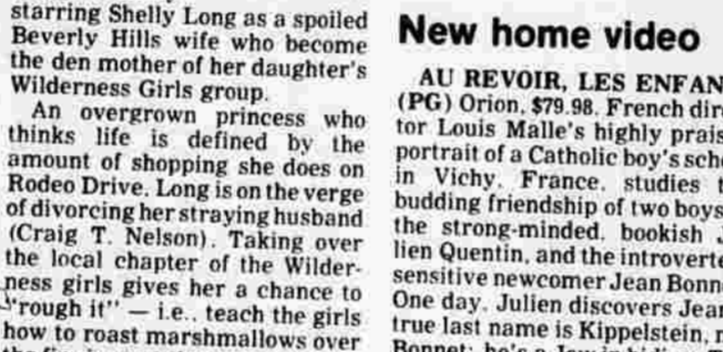 starring Shelly Long as a spoiled
Beverly Hills wife who become
the den mother of her daughter's
Wilderness Girls group.
An overgrown princess who
thinks life is defined by the
amount of shopping she does on
Rodeo Drive. Long is on the verge
of divorcing her straying husband
(Craig T. Nelson). Taking over
the local chapter of the Wilder-
ness girls gives her a chance to
"rough it" — i.e.. teach the girls
how to roast marshmallows over
New home video
AU REVOIR, LES ENFAN
(PG) Orion, $79.98. French dir
tor Louis Malle's highly prais
portrait of a Catholic boy's sch
in Vichy, France, studies
budding friendship of two boys
the strong-minded, bookish
lien Quentin, and the introverte
sensitive newcomer Jean Bonn
One day, Julien discovers Jean
true last name is Kippelstein,